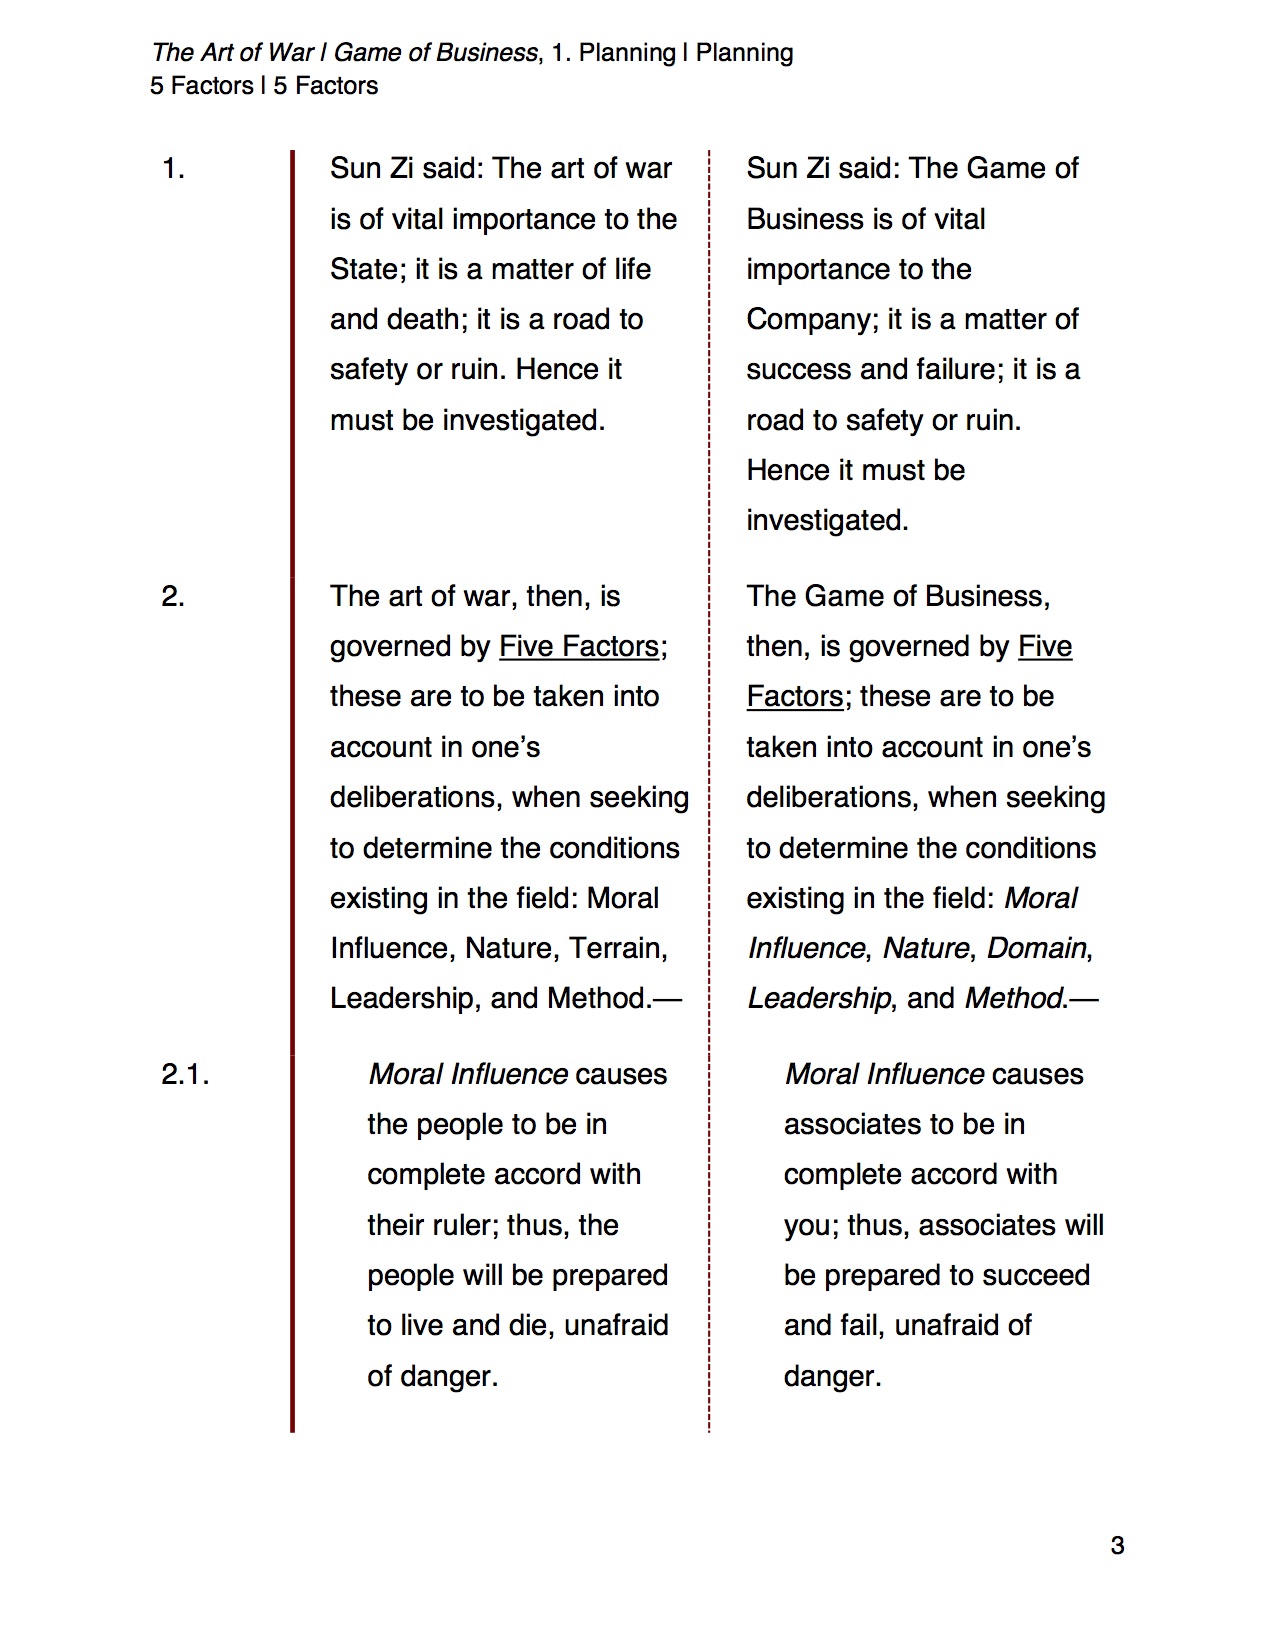 The Art of War | Game of Business, 1. Planning | Planning
5 Factors | 5 Factors
1.
Sun Zi said: The art of war
is of vital importance to the
State; it is a matter of life
and death; it is a road to
safety or ruin. Hence it
must be investigated.
Sun Zi said: The Game of
Business is of vital
importance to the
Company; it is a matter of
success and failure; it is a
road to safety or ruin.
Hence it must be
investigated.
2.
The art of war, then, is
governed by Five Factors;
these are to be taken into
account in one’s
deliberations, when seeking
to determine the conditions
existing in the field: Moral
Influence, Nature, Terrain,
Leadership, and Method.—
The Game of Business,
then, is governed by Five
Factors; these are to be
taken into account in one’s
deliberations, when seeking
to determine the conditions
existing in the field: Moral
Influence, Nature, Domain,
Leadership, and Method.—
2.1.
Moral Influence causes
the people to be in
complete accord with
their ruler; thus, the
people will be prepared
to live and die, unafraid
of danger.
Moral Influence causes
associates to be in
complete accord with
you; thus, associates will
be prepared to succeed
and fail, unafraid of
danger.
3